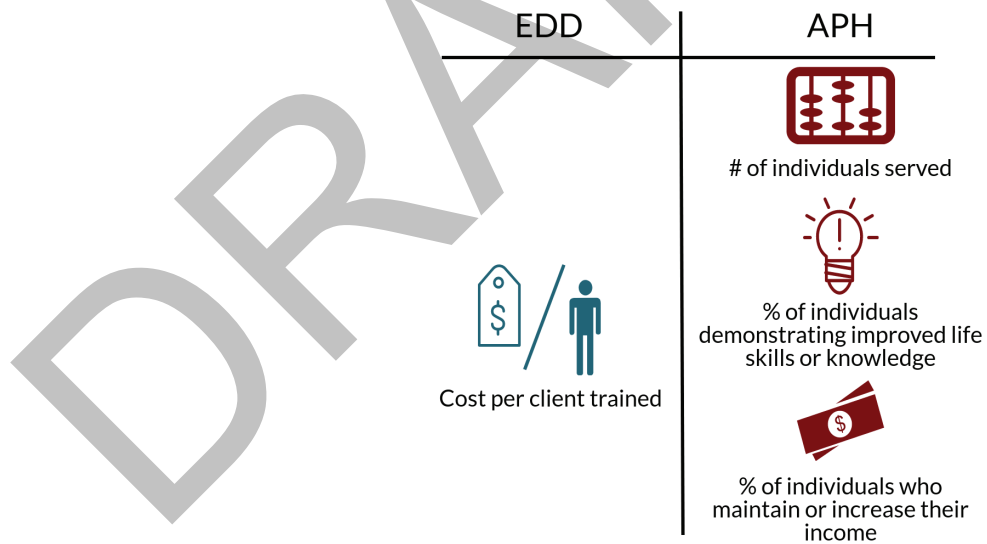 EDD
APH
# of individuals served
% of individuals
demonstrating improved life
skills or knowledge
$
Cost per client trained
$
% of individuals who
maintain or increase their
income
DRA